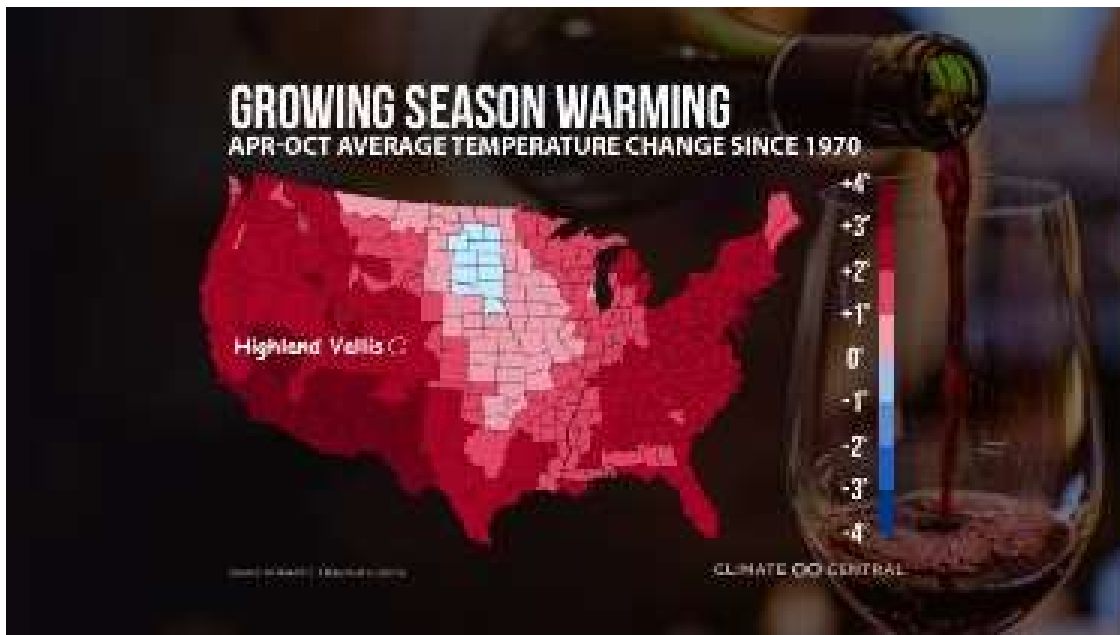 GROWING SEASON WARMING
APR-OCT AVERAGE TEMPERATURE CHANGE SINCE 1970
+4°
+3°
+2°
+1°
0°
-1°
-2°
-3°
-4°
Highland Vallis
CLIMATE CENTRAL